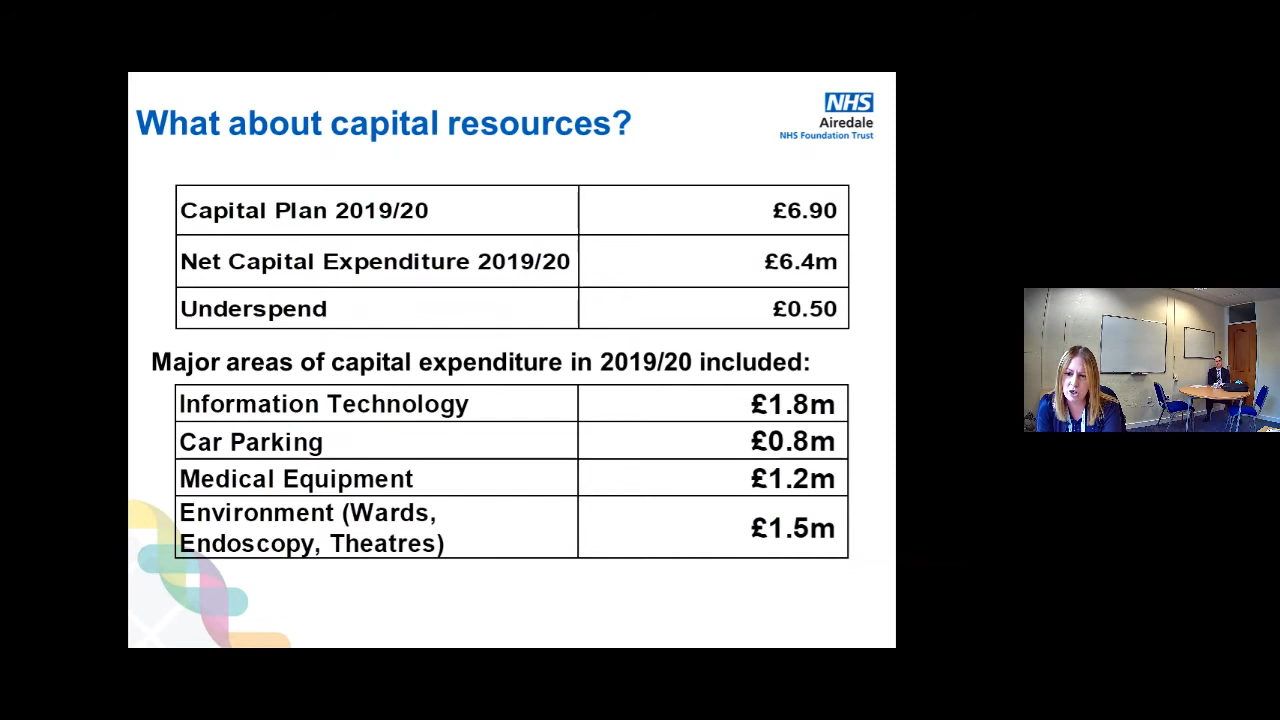 What about capital resources?
NHS
Airedale
NHS Foundation Trust
Capital Plan 2019/20 £6.90
Net Capital Expenditure 2019/20 £6.4m
Underspend £0.50
Major areas of capital expenditure in 2019/20 included:
Information Technology £1.8m
Car Parking £0.8m
Medical Equipment £1.2m
Environment (Wards,
Endoscopy, Theatres) £1.5m